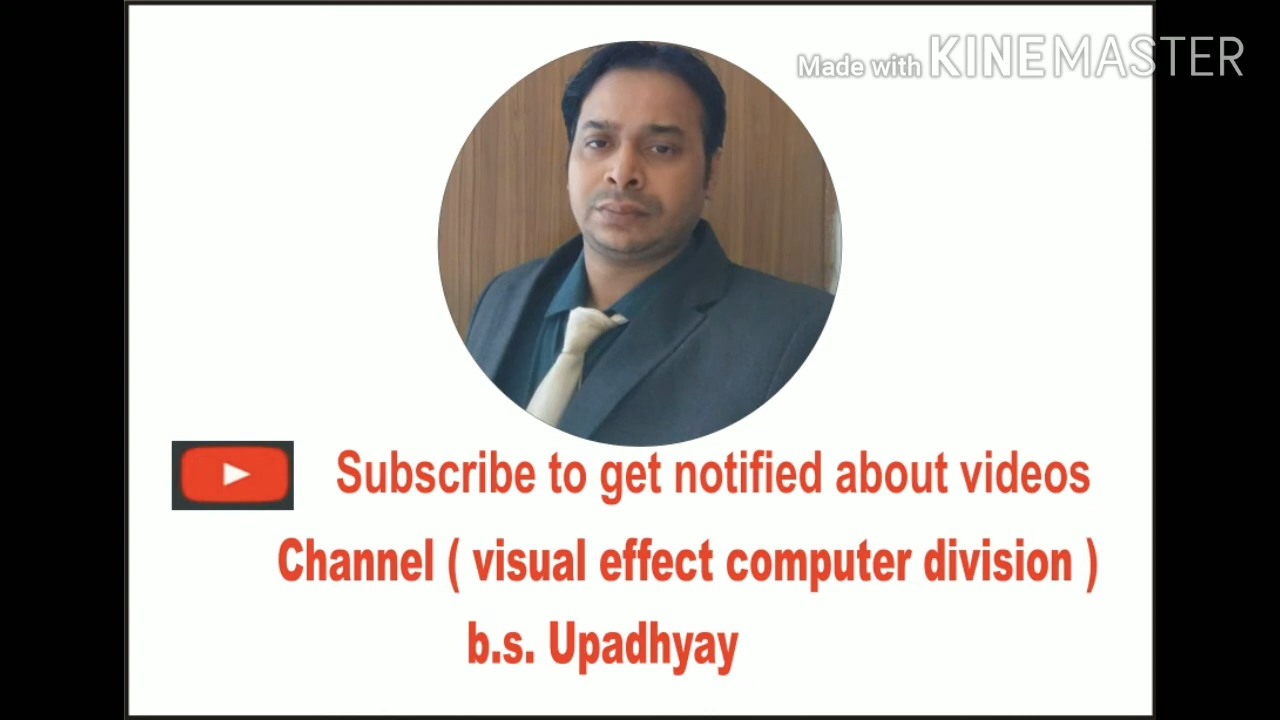 Made with KINEMASTER
Subscribe to get notified about videos
Channel ( visual effect computer division )
b.s. Upadhyay